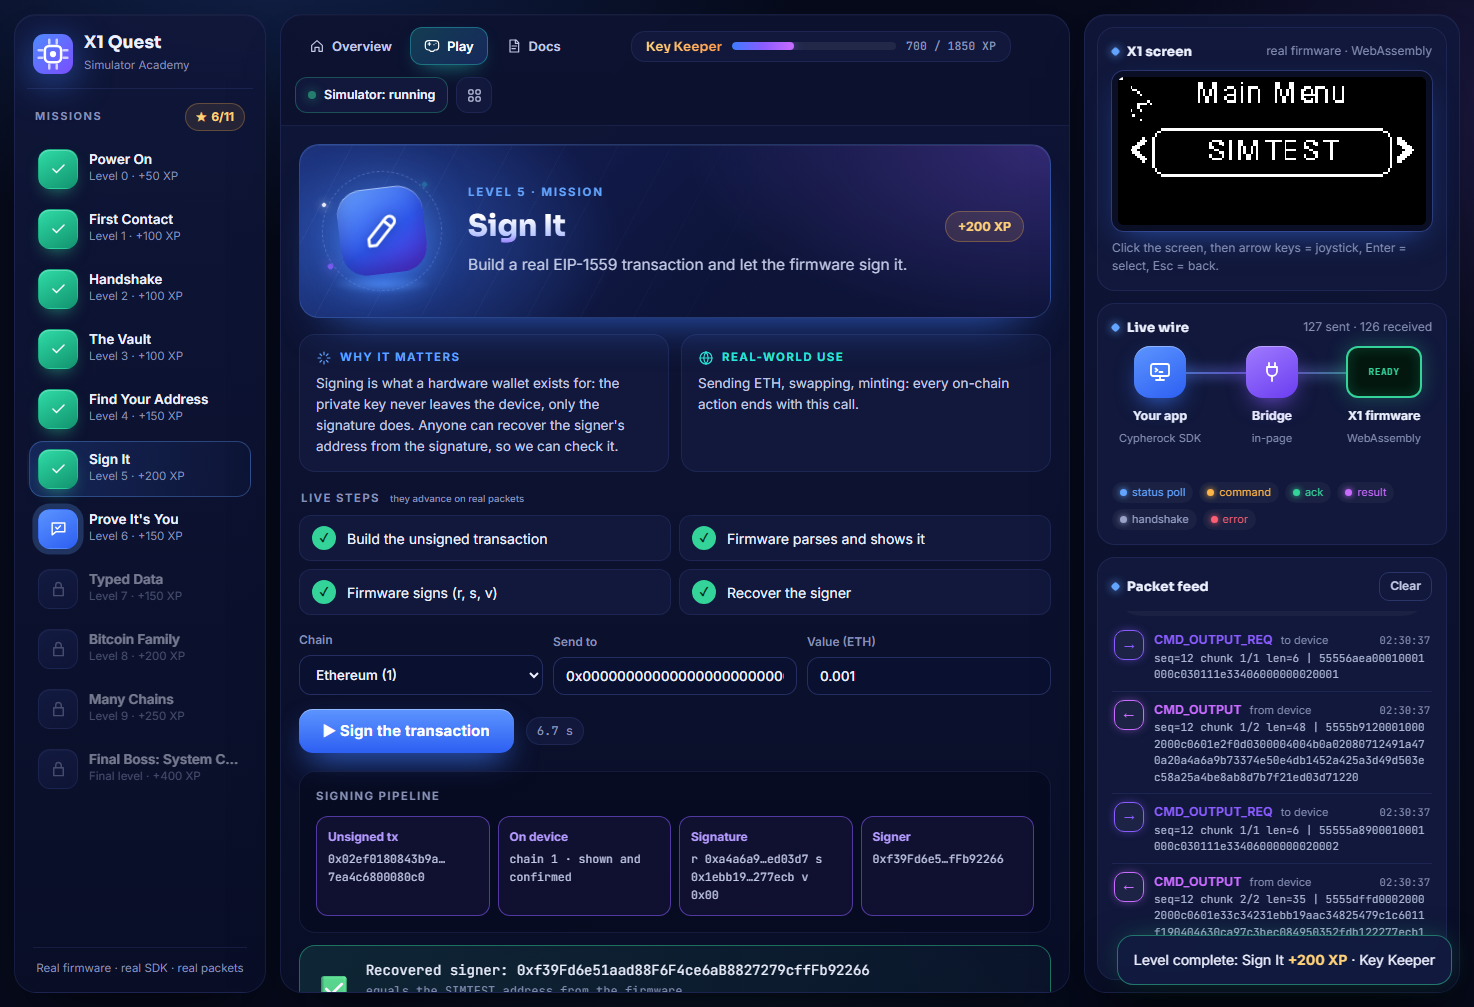 X1 Quest
Simulator Academy
MISSIONS
★ 6/11
Power On
Level 0 · +50 XP
First Contact
Level 1 · +100 XP
Handshake
Level 2 · +100 XP
The Vault
Level 3 · +100 XP
Find Your Address
Level 4 · +150 XP
Sign It
Level 5 · +200 XP
Prove It's You
Level 6 · +150 XP
Typed Data
Level 7 · +150 XP
Bitcoin Family
Level 8 · +200 XP
Many Chains
Level 9 · +250 XP
Final Boss: System C...
Final level · +400 XP
Real firmware · real SDK · real packets
Overview
Play
Docs
Key Keeper
700 / 1850 XP
Simulator: running
LEVEL 5 · MISSION
Sign It
Build a real EIP-1559 transaction and let the firmware sign it.
+200 XP
WHY IT MATTERS
Signing is what a hardware wallet exists for: the
private key never leaves the device, only the
signature does. Anyone can recover the signer's
address from the signature, so we can check it.
REAL-WORLD USE
Sending ETH, swapping, minting: every on-chain
action ends with this call.
LIVE STEPS they advance on real packets
Build the unsigned transaction
Firmware parses and shows it
Firmware signs (r, s, v)
Recover the signer
Chain
Send to
Value (ETH)
Ethereum (1)
0x00000000000000000000000
0.001
▶ Sign the transaction
6.7 s
SIGNING PIPELINE
Unsigned tx
0x02ef0180843b9a…
7ea4c6800080c0
On device
chain 1 · shown and
confirmed
Signature
r 0xa4a6a9…ed03d7 s
0x1ebb19…277ecb v
0x00
Signer
0xf39Fd6e5…fFb92266
Recovered signer: 0xf39Fd6e51aad88F6F4ce6aB8827279cffFb92266
equals the SIMTEST address from the firmware
X1 screen
real firmware · WebAssembly
Main Menu
SIMTEST
Click the screen, then arrow keys = joystick, Enter =
select, Esc = back.
Live wire
127 sent · 126 received
READY
Your app
Cypherock SDK
Bridge
in-page
X1 firmware
WebAssembly
status poll
command
ack
result
handshake
error
Packet feed
Clear
CMD_OUTPUT_REQ to device 02:30:37
seq=12 chunk 1/1 len=6 | 55556aea00010001
000c030111e33406000000020001
CMD_OUTPUT from device 02:30:37
seq=12 chunk 1/2 len=48 | 5555b9120001000
2000c0601e2f0d0300004004b0a02080712491a47
0a20a4a6a9b73374e50e4db1452a425a3d49d503e
c58a25a4be8ab8d7b7f21ed03d71220
CMD_OUTPUT_REQ to device 02:30:37
seq=12 chunk 1/1 len=6 | 55555a8900010001
000c030111e33406000000020002
CMD_OUTPUT from device 02:30:37
seq=12 chunk 2/2 len=35 | 5555dffd0002000
2000c0601e33c34231ebb19aac34825479c1c6011
f190404630ca97c3bec084950352fdb122277ecb1
Level complete: Sign It +200 XP · Key Keeper